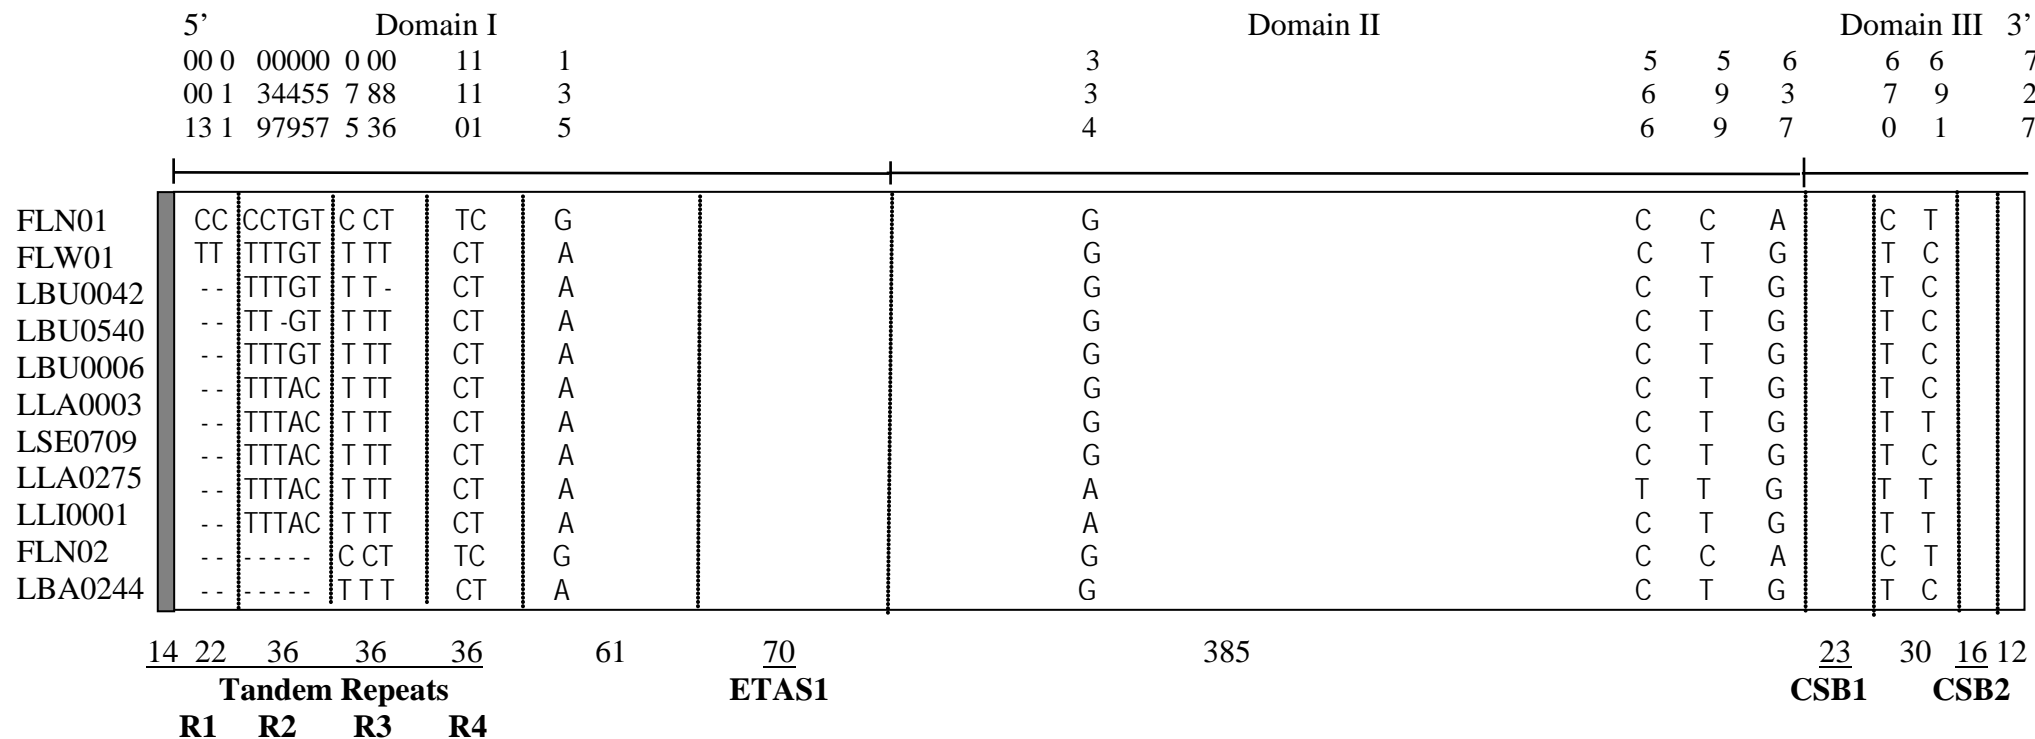 5’ Domain I Domain II Domain III 3’
00 0 00000 0 00 11 1 3 5 5 6 6 6 7
00 1 34455 7 88 11 3 3 6 9 3 7 9 2
13 1 97957 5 36 01 5 4 6 9 7 0 1 7
FLN01 CC CCTGT C CT TC G G C C A C T
FLW01 TT TTTGT T TT CT A G C T G T C
LBU0042 - - TTTGT T T - CT A G C T G T C
LBU0540 - - TT -GT T TT CT A G C T G T C
LBU0006 - - TTTGT T TT CT A G C T G T C
LLA0003 - - TTTAC T TT CT A G C T G T C
LSE0709 - - TTTAC T TT CT A G C T G T T
LLA0275 - - TTTAC T TT CT A G C T G T C
LLI0001 - - TTTAC T TT CT A A T T G T T
- - TTTAC T TT CT A A C T G T T
FLN02 - - - - - - - C CT TC G G C C A C T
LBA0244 - - - - - - - T T T CT A G C T G T C
14 22 36 36 36 61 70 385 23 30 16 12
Tandem Repeats ETAS1 CSB1 CSB2
R1 R2 R3 R4